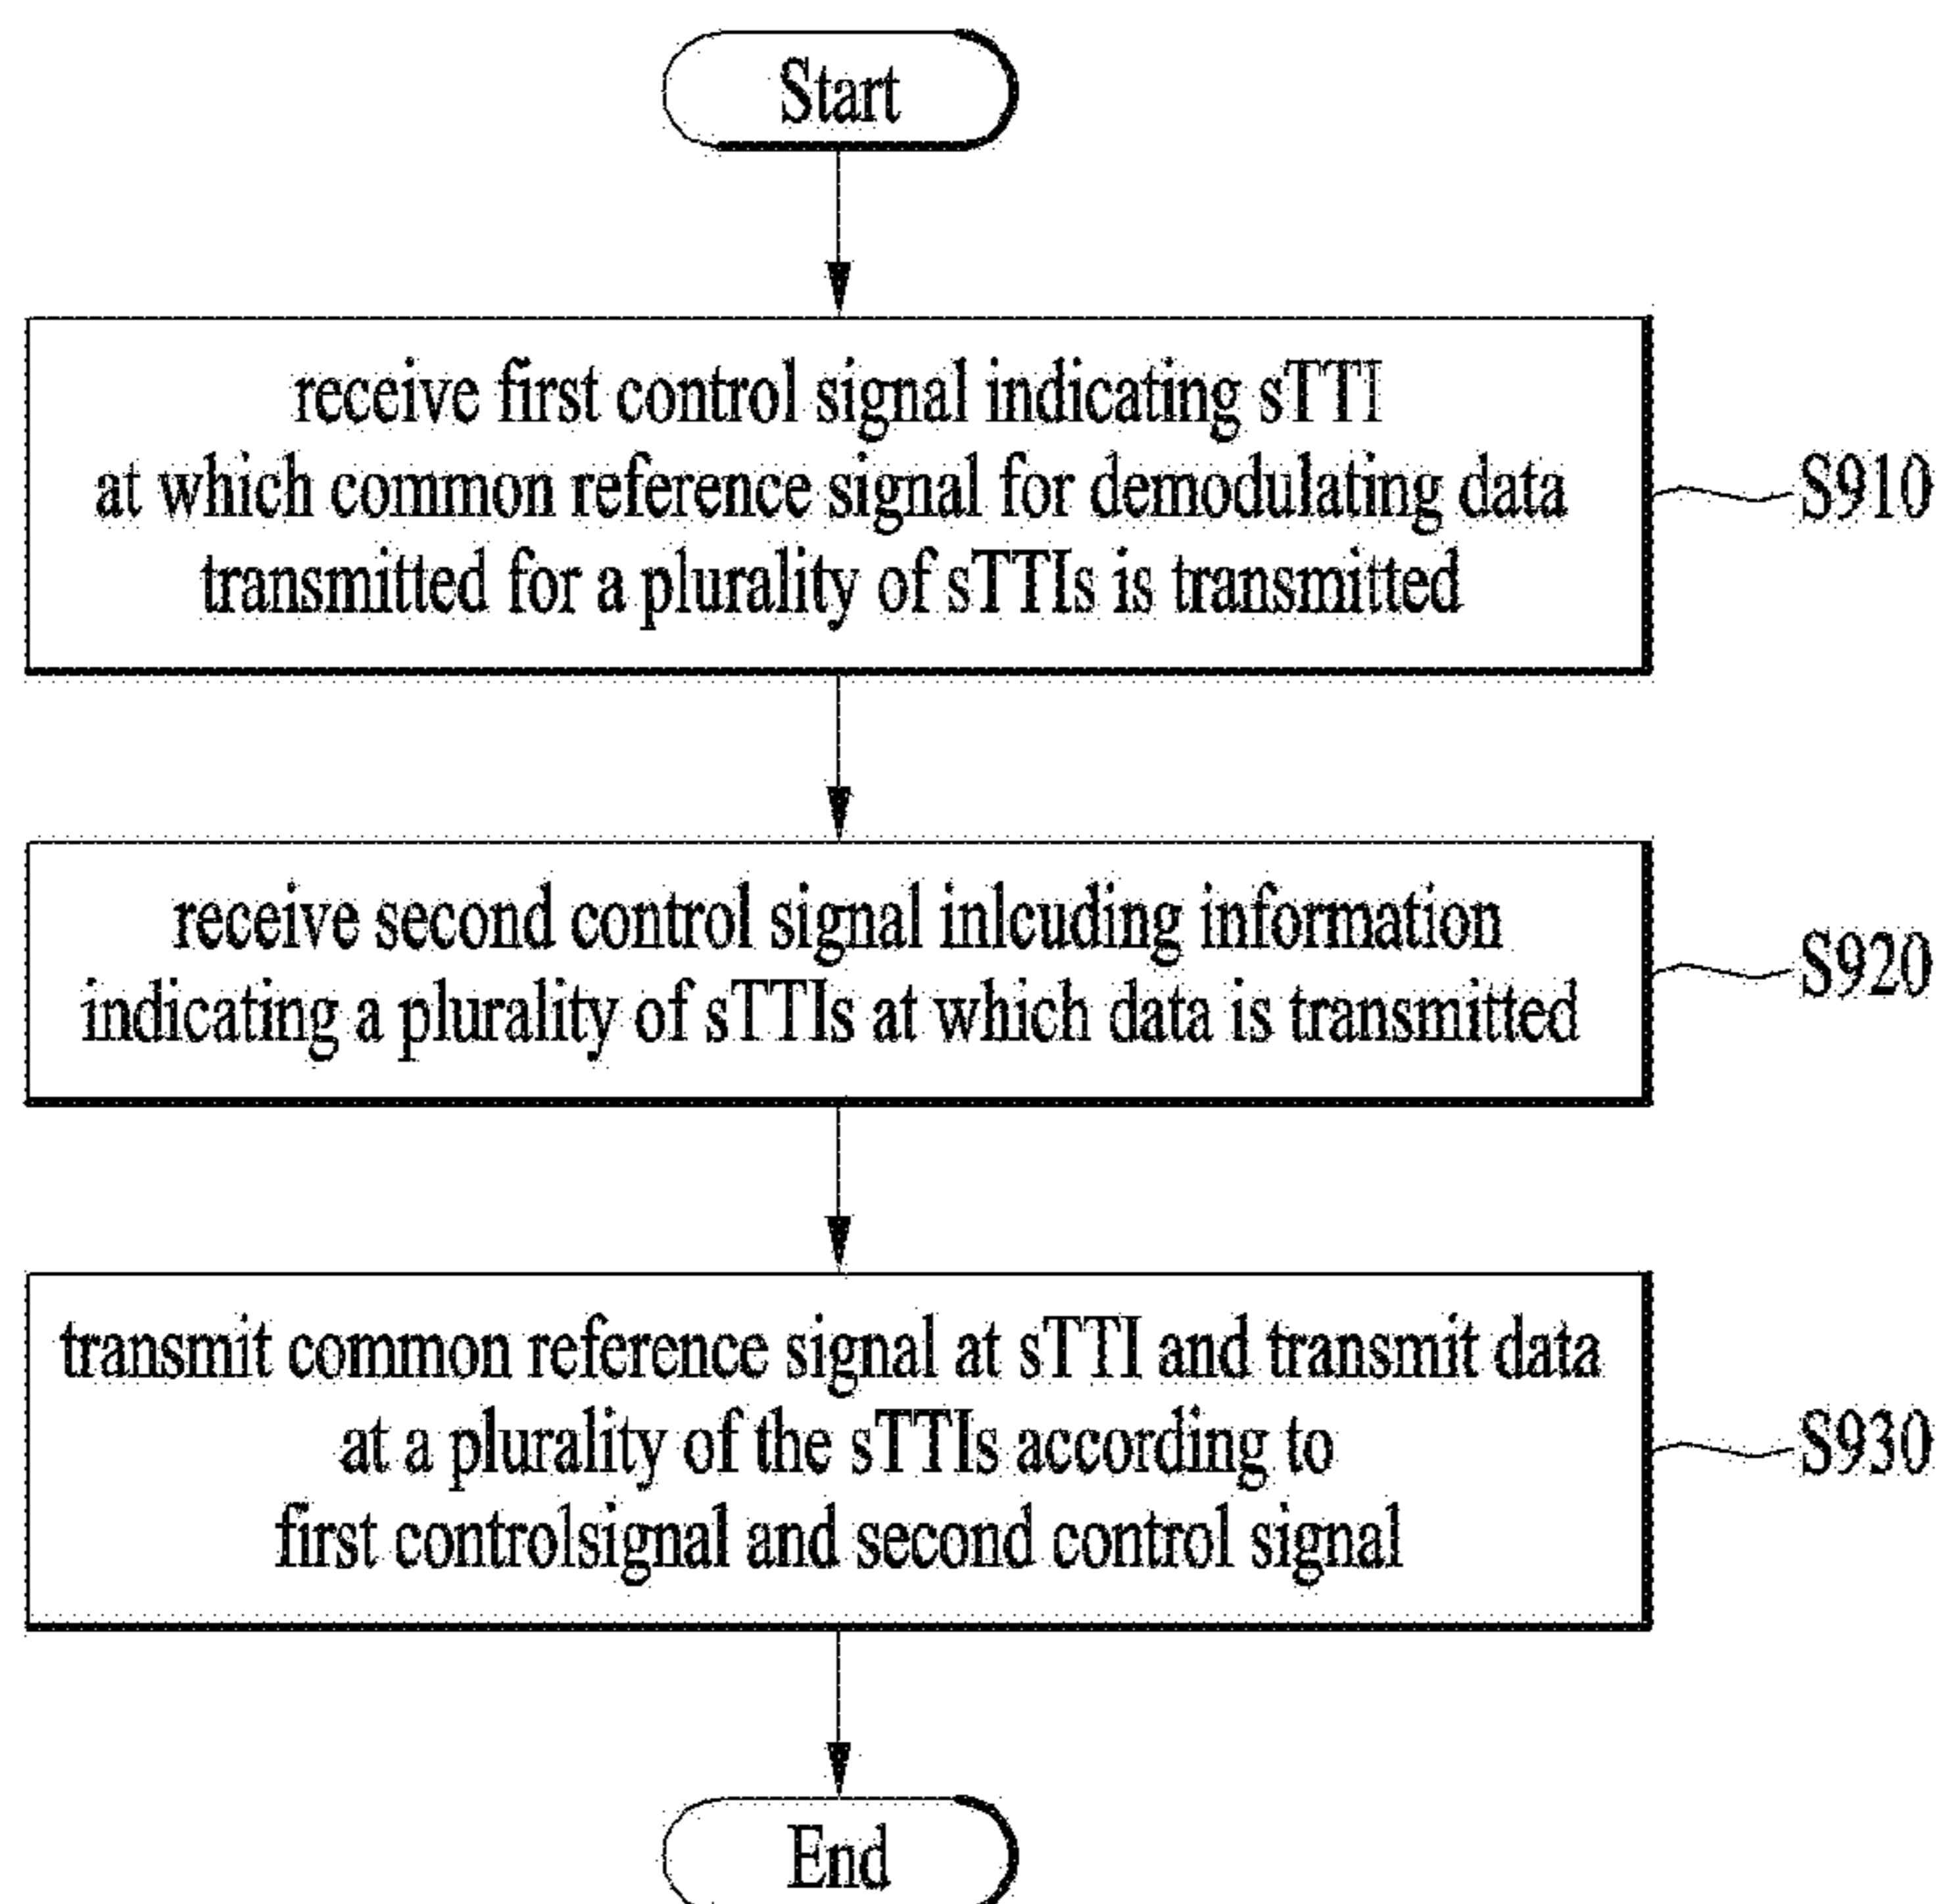 Start
receive first control signal indicating sTTI
at which common reference signal for demodulating data
transmitted for a plurality of sTTIs is transmitted
S910
receive second control signal inlcuding information
indicating a plurality of sTTIs at which data is transmitted
S920
transmit common reference signal at sTTI and transmit data
at a plurality of the sTTIs according to
first controlsignal and second control signal
S930
End